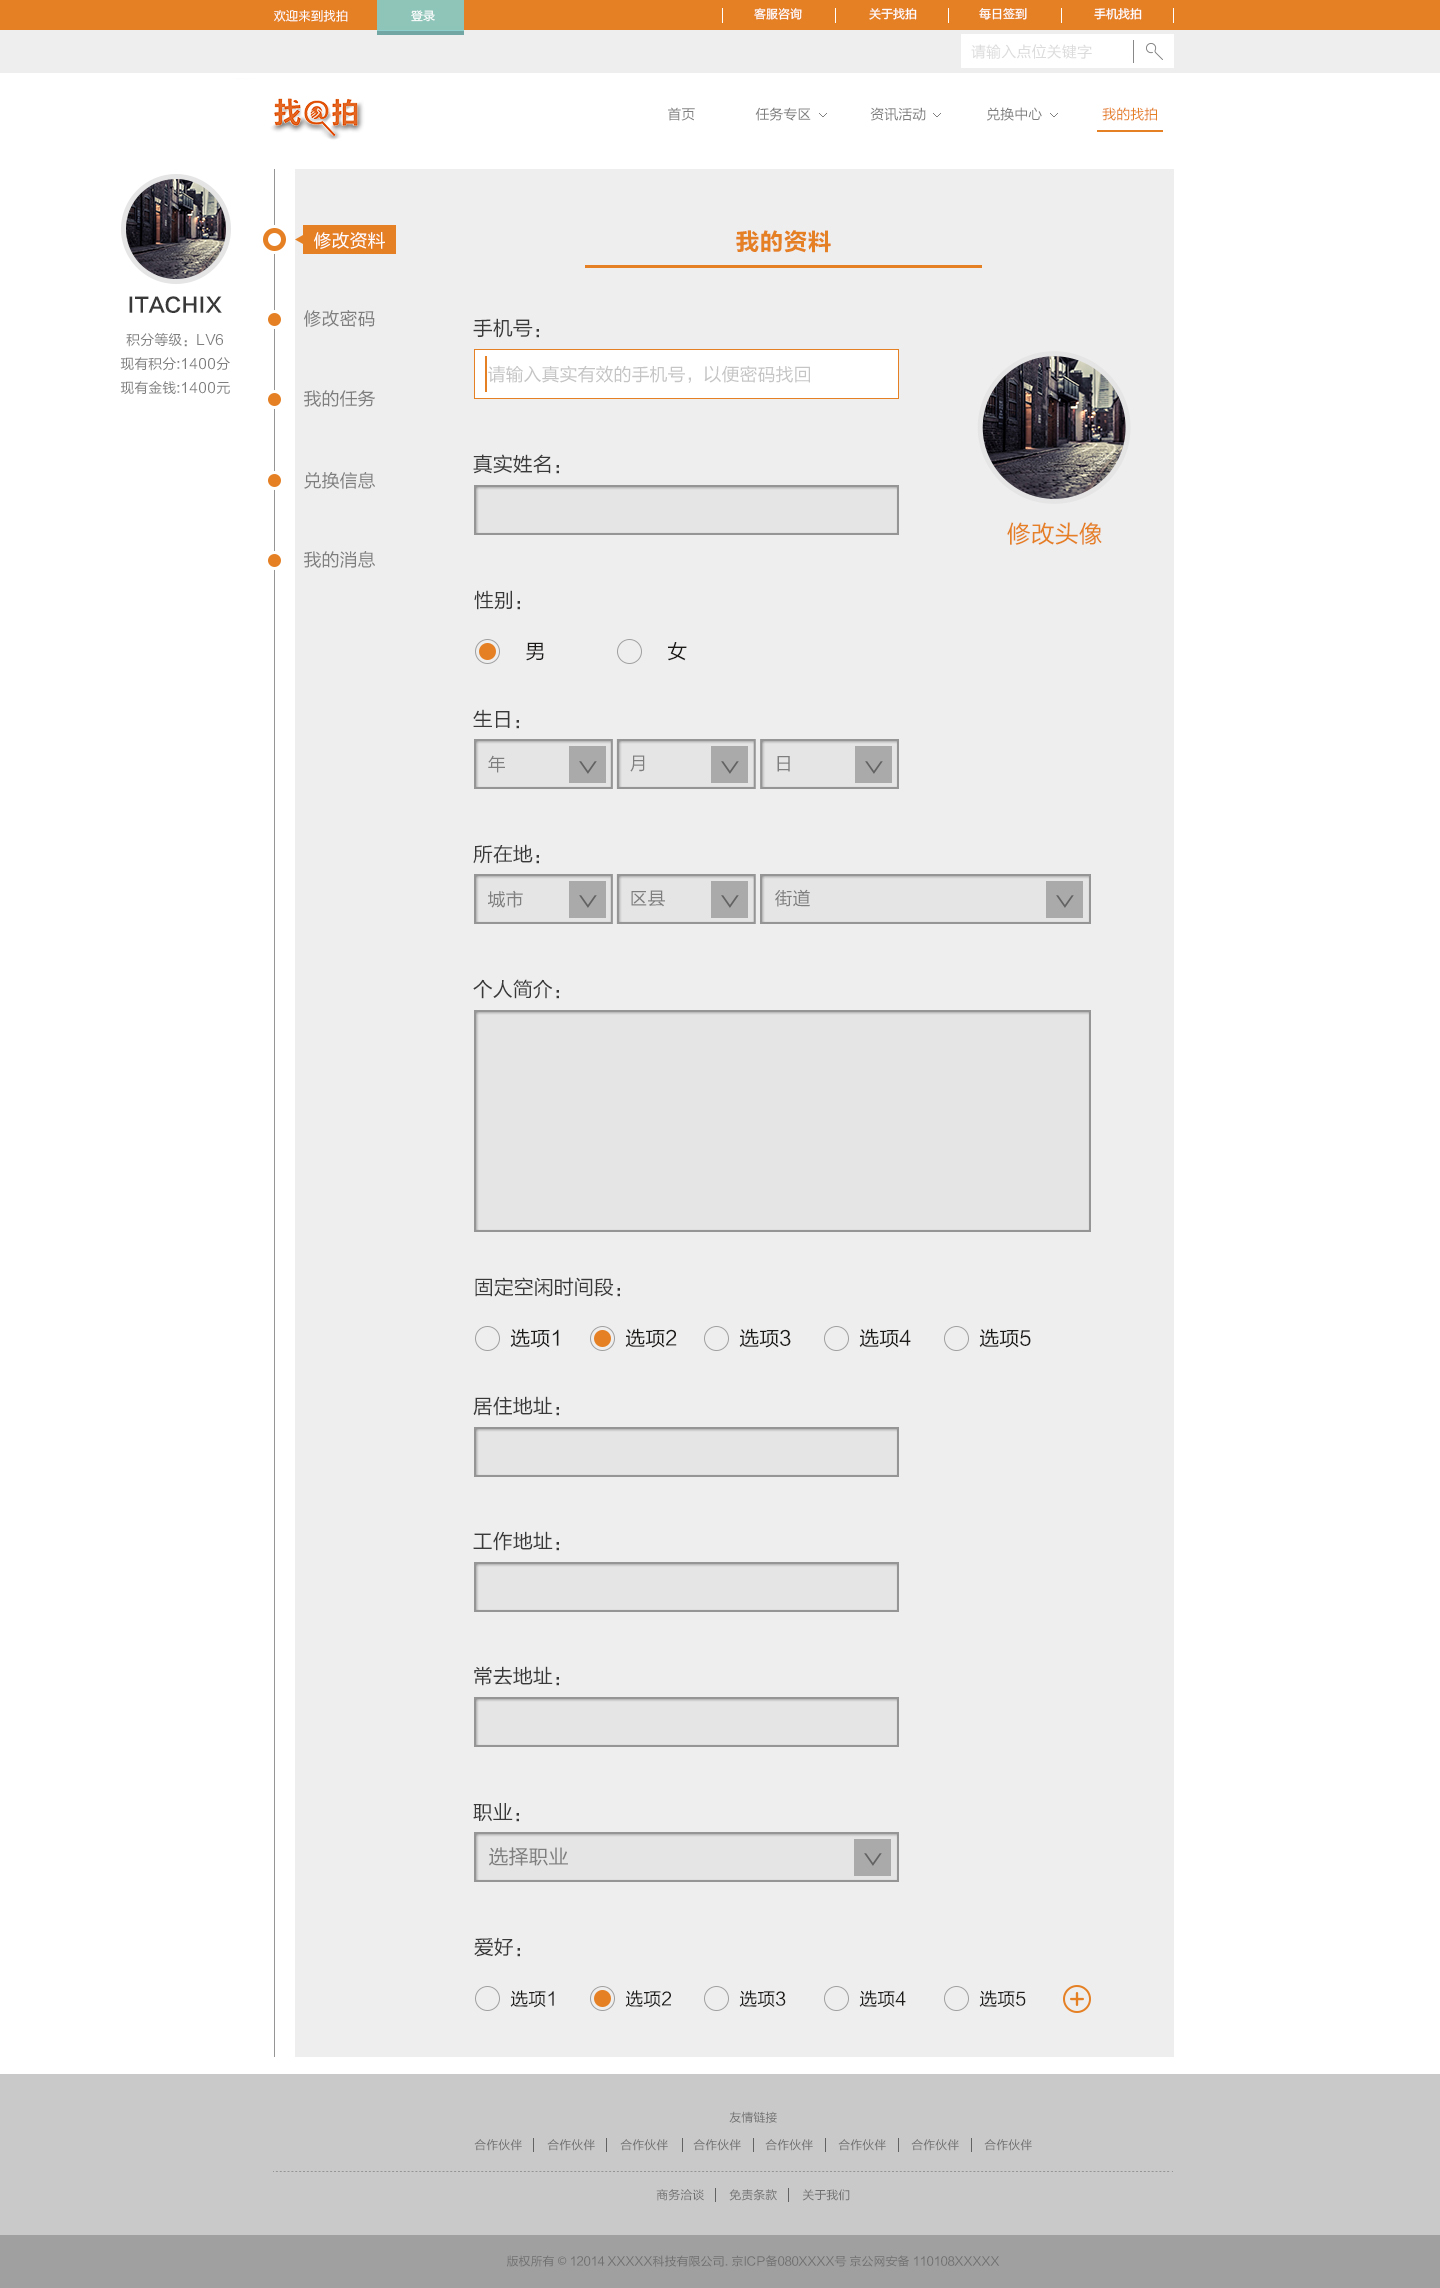 欢迎来到找拍 登录 客服咨询 关于找拍 每日签到 手机找拍
请输入点位关键字
找拍 首页 任务专区 资讯活动 兑换中心 我的找拍
ITACHIX
积分等级：LV6
现有积分:1400分
现有金钱:1400元
修改资料
修改密码
我的任务
兑换信息
我的消息
我的资料
手机号：
请输入真实有效的手机号，以便密码找回
修改头像
真实姓名：
性别：
男 女
生日：
年 月 日
所在地：
城市 区县 街道
个人简介：
固定空闲时间段：
选项1 选项2 选项3 选项4 选项5
居住地址：
工作地址：
常去地址：
职业：
选择职业
爱好：
选项1 选项2 选项3 选项4 选项5
友情链接
合作伙伴 合作伙伴 合作伙伴 合作伙伴 合作伙伴 合作伙伴 合作伙伴 合作伙伴
商务洽谈 免责条款 关于我们
版权所有 © 12014 XXXXX科技有限公司. 京ICP备080XXXX号 京公网安备 110108XXXXX